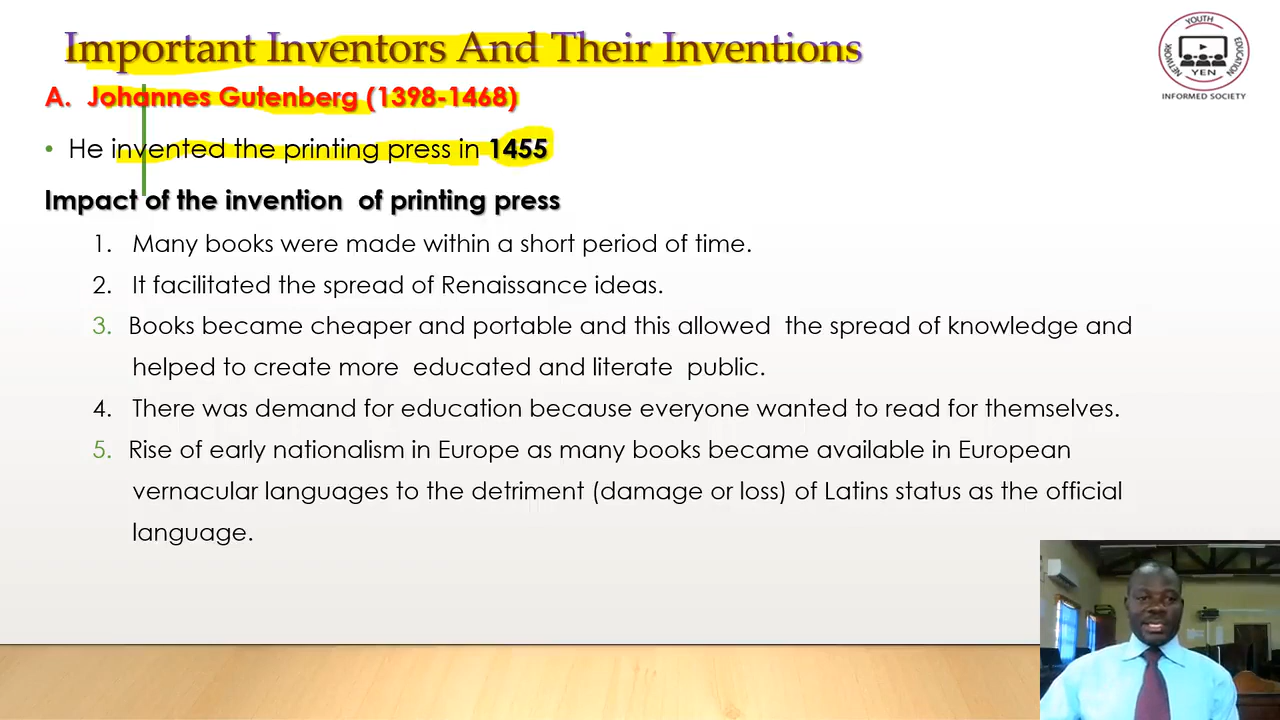 Important Inventors And Their Inventions
YOUTH EDUCATION NETWORK
YEN
INFORMED SOCIETY
A. Johannes Gutenberg (1398-1468)
• He invented the printing press in 1455
Impact of the invention of printing press
1. Many books were made within a short period of time.
2. It facilitated the spread of Renaissance ideas.
3. Books became cheaper and portable and this allowed the spread of knowledge and
helped to create more educated and literate public.
4. There was demand for education because everyone wanted to read for themselves.
5. Rise of early nationalism in Europe as many books became available in European
vernacular languages to the detriment (damage or loss) of Latins status as the official
language.